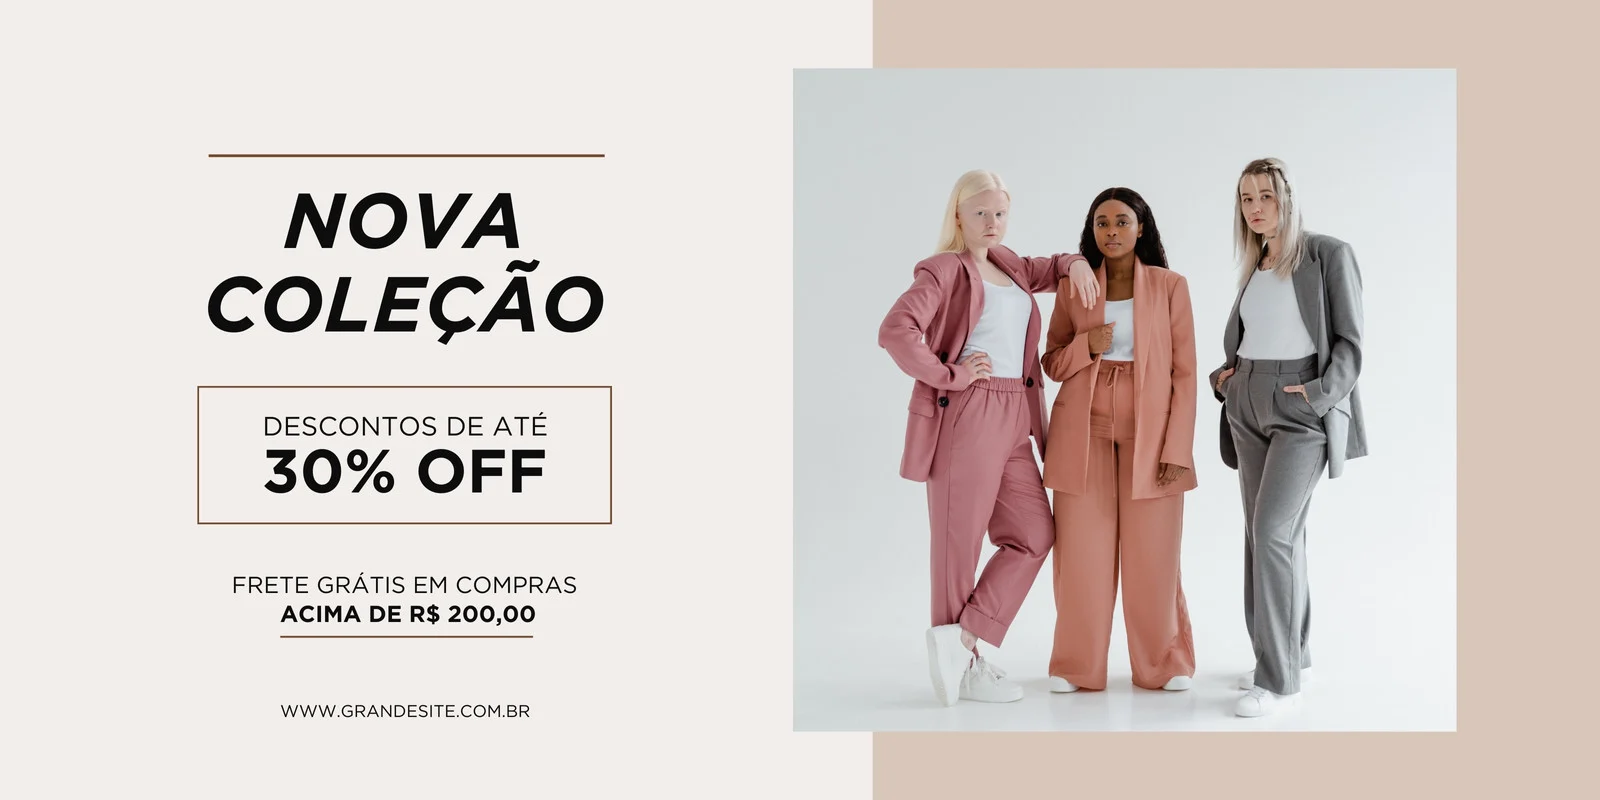 NOVA
COLEÇÃO
DESCONTOS DE ATÉ
30% OFF
FRETE GRÁTIS EM COMPRAS
ACIMA DE R$ 200,00
WWW.GRANDESITE.COM.BR